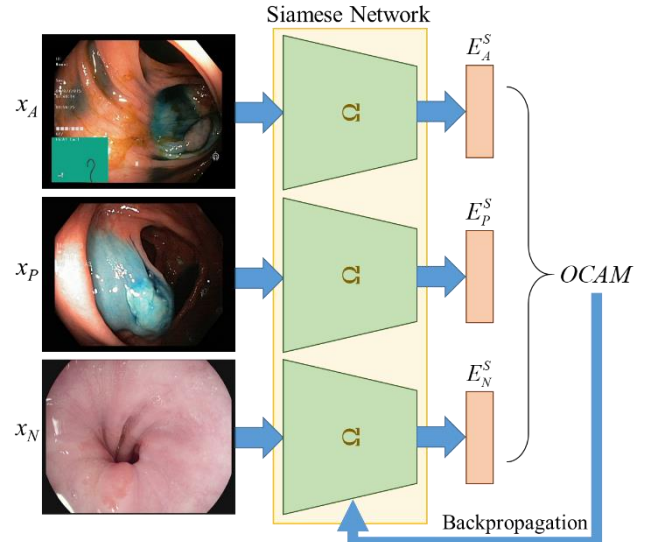 Siamese Network
x_A
Ω
E_A^S
x_P
Ω
E_P^S
OCAM
x_N
Ω
E_N^S
Backpropagation